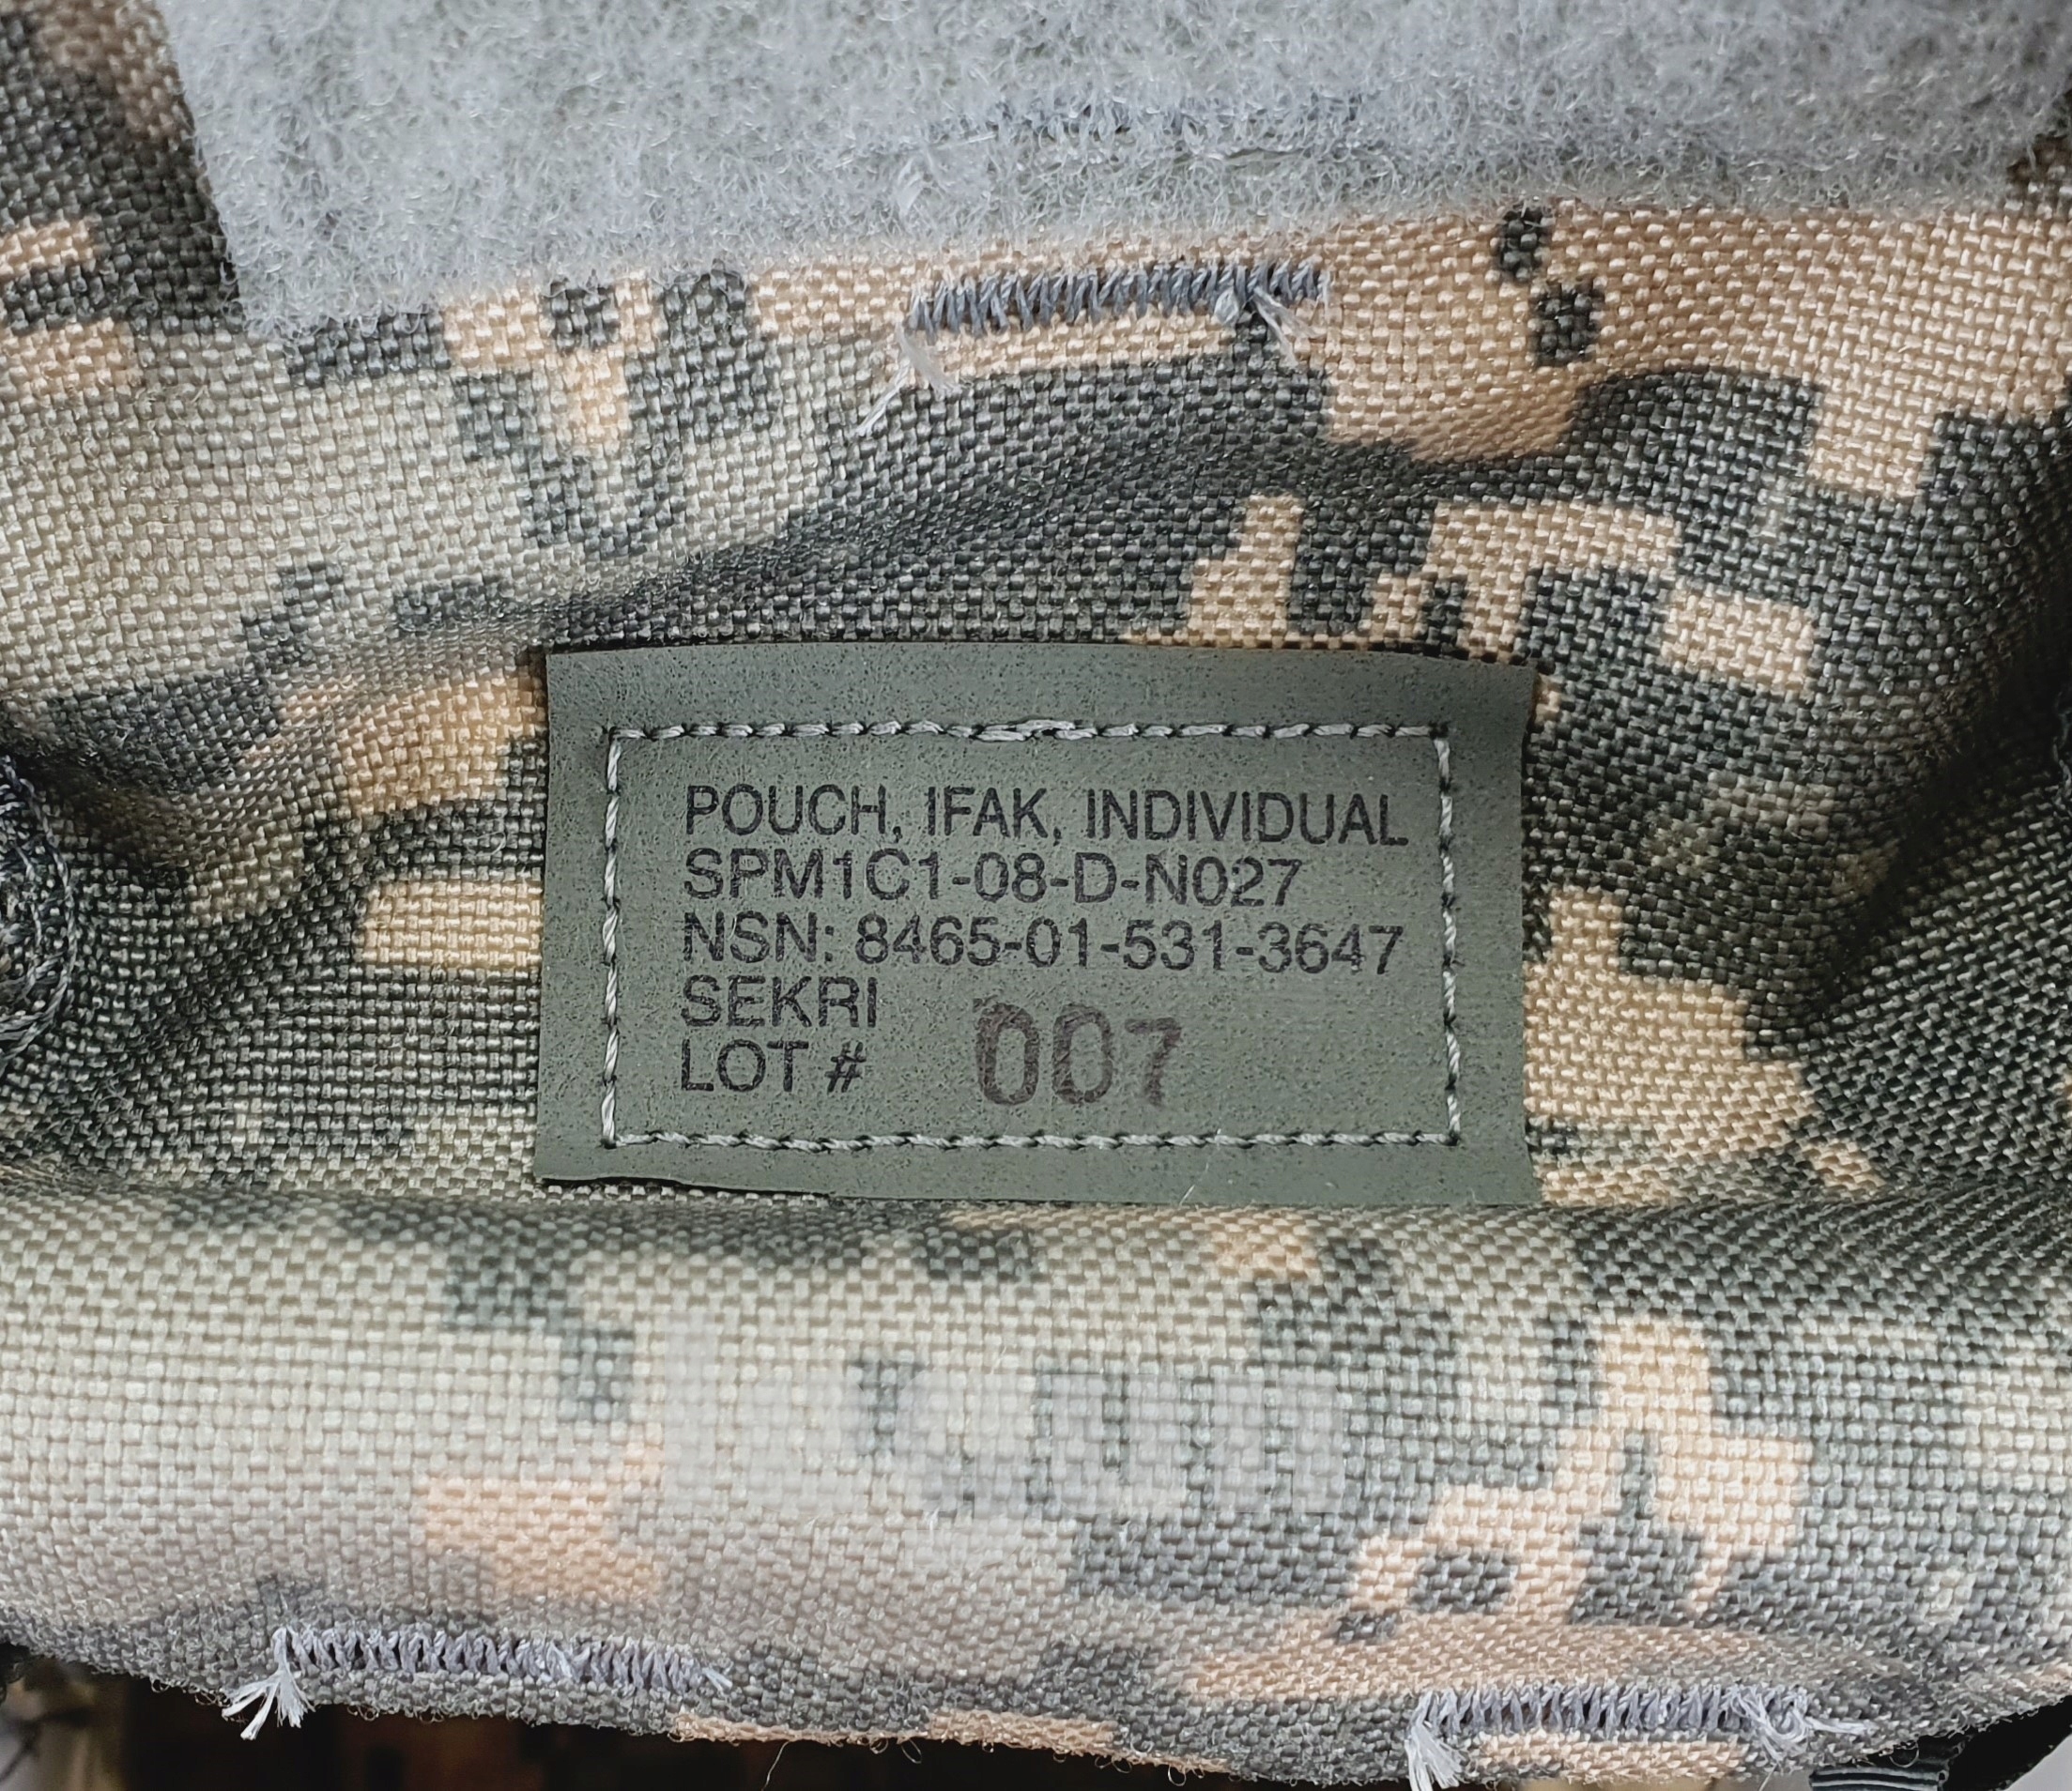 POUCH, IFAK, INDIVIDUAL
SPM1C1-08-D-N027
NSN: 8465-01-531-3647
SEKRI
LOT # 007